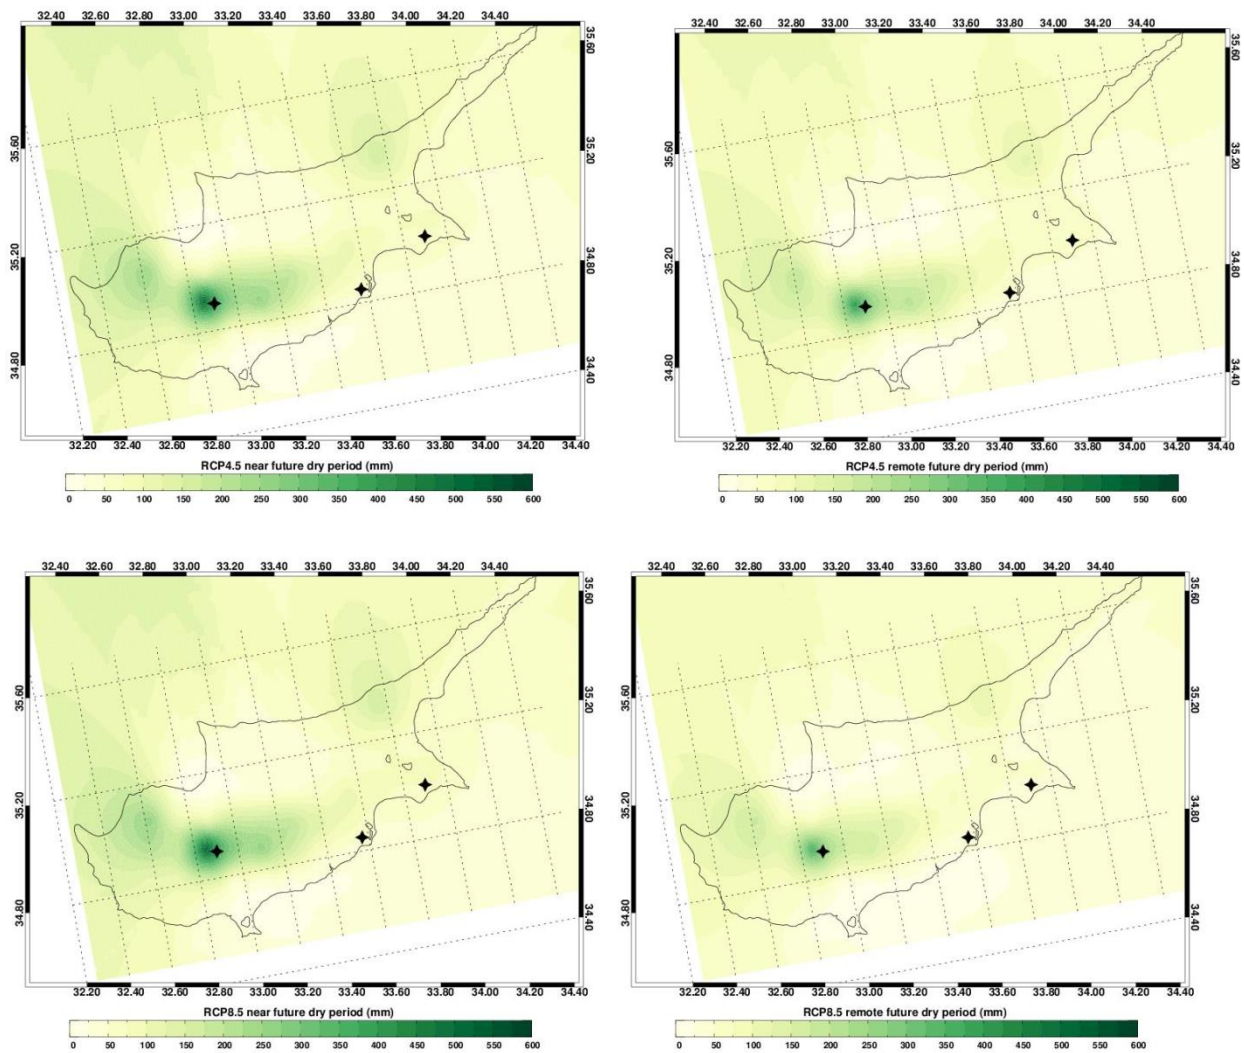 32.40 32.60 32.80 33.00 33.20 33.40 33.60 33.80 34.00 34.20 34.40
35.60
35.20
34.80
34.40
35.60
35.20
34.80
32.20 32.40 32.60 32.80 33.00 33.20 33.40 33.60 33.80 34.00 34.20 34.40
RCP4.5 near future dry period (mm)
0 50 100 150 200 250 300 350 400 450 500 550 600
32.40 32.60 32.80 33.00 33.20 33.40 33.60 33.80 34.00 34.20 34.40
35.60
35.20
34.80
34.40
35.60
35.20
34.80
32.20 32.40 32.60 32.80 33.00 33.20 33.40 33.60 33.80 34.00 34.20 34.40
RCP4.5 remote future dry period (mm)
0 50 100 150 200 250 300 350 400 450 500 550 600
32.40 32.60 32.80 33.00 33.20 33.40 33.60 33.80 34.00 34.20 34.40
35.60
35.20
34.80
34.40
35.60
35.20
34.80
32.20 32.40 32.60 32.80 33.00 33.20 33.40 33.60 33.80 34.00 34.20 34.40
RCP8.5 near future dry period (mm)
0 50 100 150 200 250 300 350 400 450 500 550 600
32.40 32.60 32.80 33.00 33.20 33.40 33.60 33.80 34.00 34.20 34.40
35.60
35.20
34.80
34.40
35.60
35.20
34.80
32.20 32.40 32.60 32.80 33.00 33.20 33.40 33.60 33.80 34.00 34.20 34.40
RCP8.5 remote future dry period (mm)
0 50 100 150 200 250 300 350 400 450 500 550 600